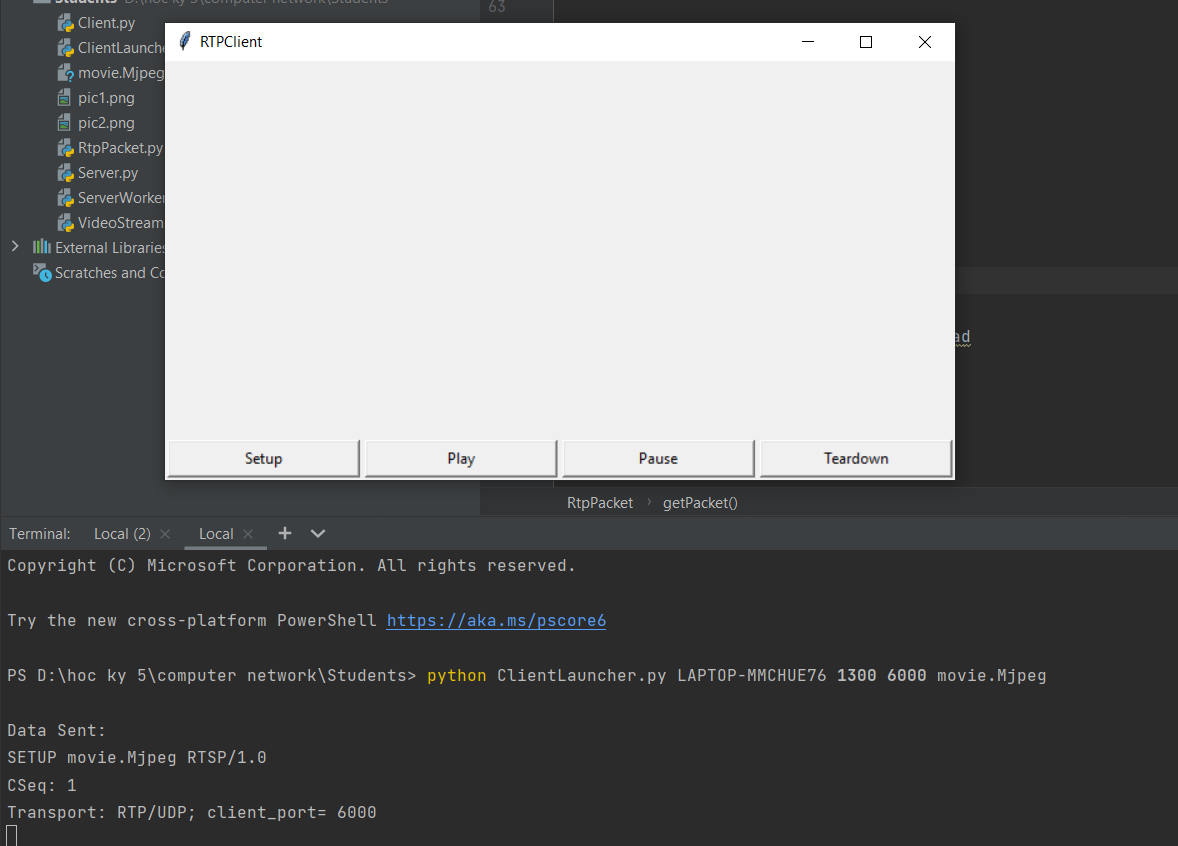 Students D:\hoc ky 5\computer network\Students
63
Client.py
RTPClient
ClientLaunche
movie.Mjpeg
pic1.png
pic2.png
RtpPacket.py
Server.py
ServerWorker
VideoStream
External Libraries
Scratches and Co
ad
Setup
Play
Pause
Teardown
RtpPacket › getPacket()
Terminal: Local (2) × Local × +
Copyright (C) Microsoft Corporation. All rights reserved.
Try the new cross-platform PowerShell https://aka.ms/pscore6
PS D:\hoc ky 5\computer network\Students> python ClientLauncher.py LAPTOP-MMCHUE76 1300 6000 movie.Mjpeg
Data Sent:
SETUP movie.Mjpeg RTSP/1.0
CSeq: 1
Transport: RTP/UDP; client_port= 6000